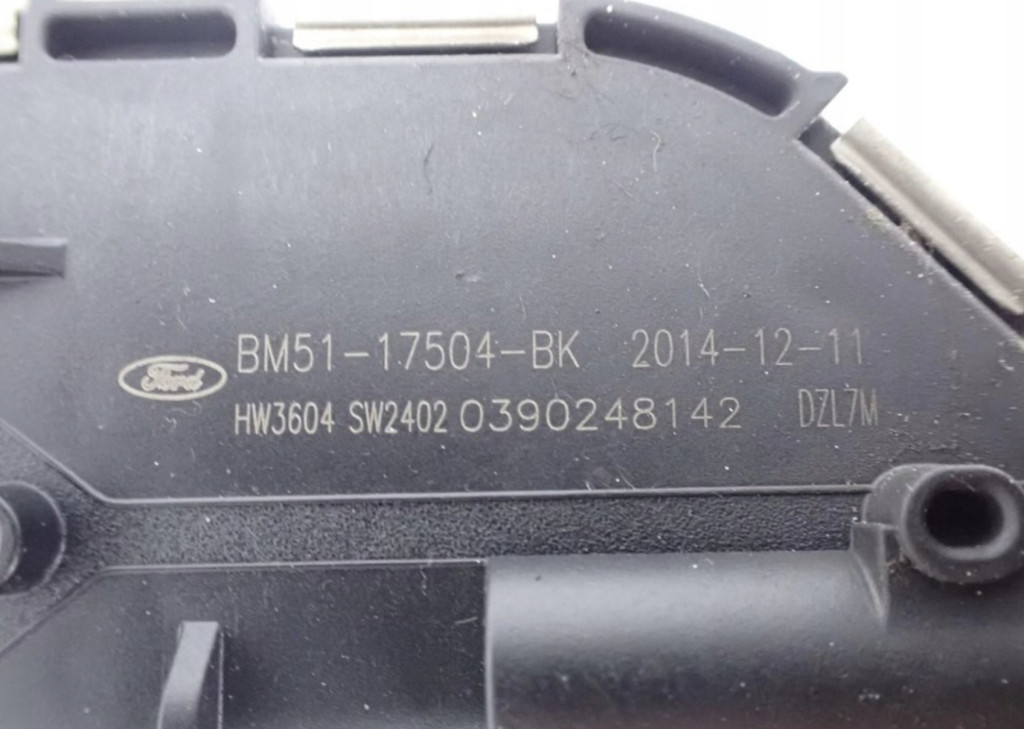 Ford BM51-17504-BK 2014-12-11
HW3604 SW2402 0390248142 DZL7M